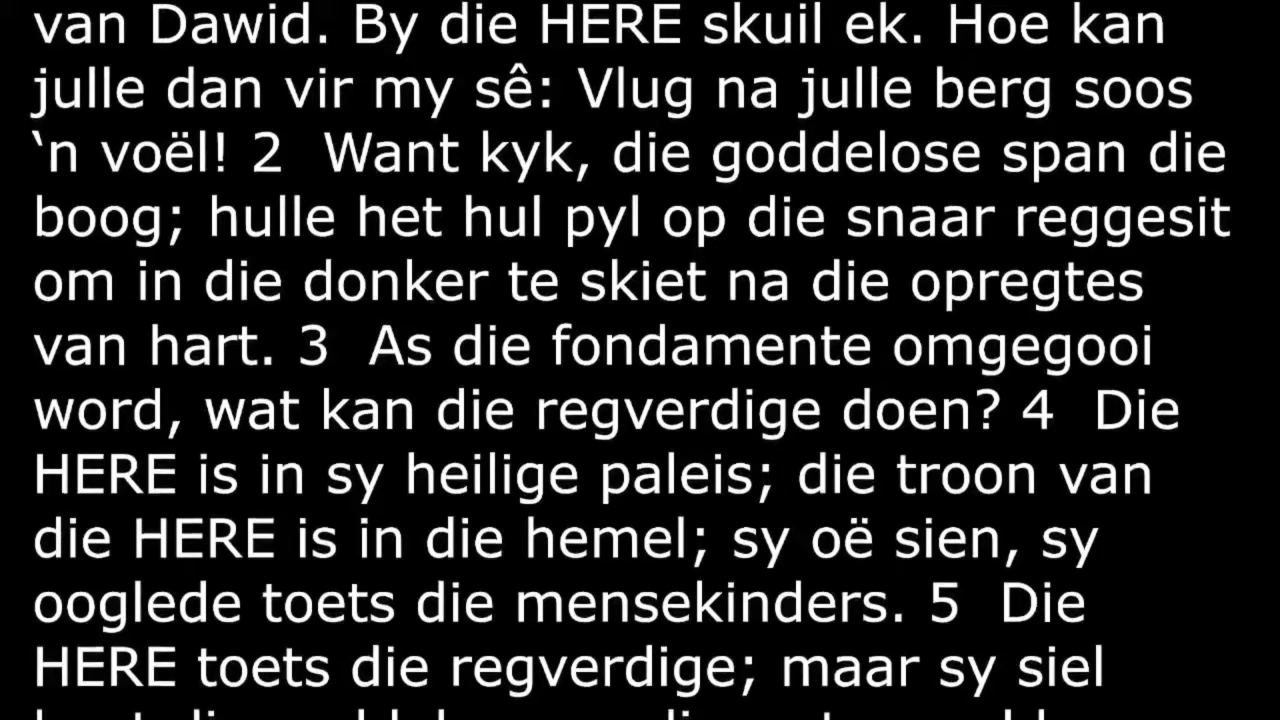 van Dawid. By die HERE skuil ek. Hoe kan
julle dan vir my sê: Vlug na julle berg soos
‘n voël! 2  Want kyk, die goddelose span die
boog; hulle het hul pyl op die snaar reggesit
om in die donker te skiet na die opregtes
van hart. 3  As die fondamente omgegooi
word, wat kan die regverdige doen? 4  Die
HERE is in sy heilige paleis; die troon van
die HERE is in die hemel; sy oë sien, sy
ooglede toets die mensekinders. 5  Die
HERE toets die regverdige; maar sy siel